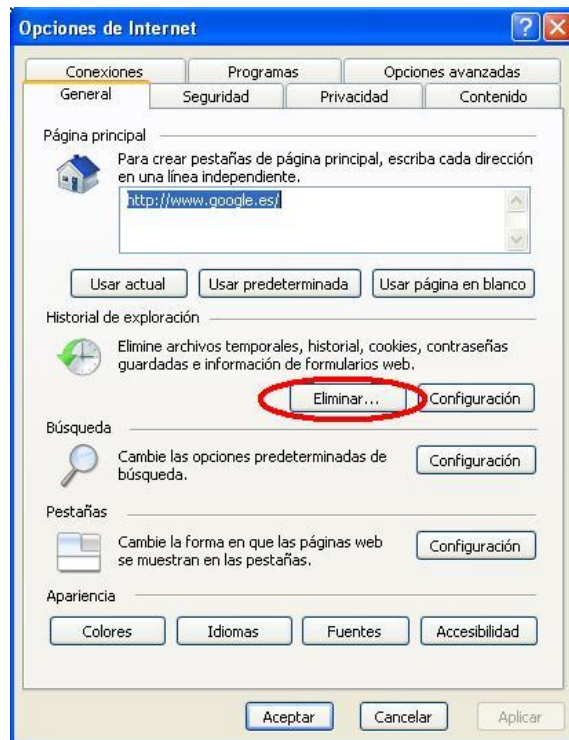 Opciones de Internet
Conexiones Programas Opciones avanzadas
General Seguridad Privacidad Contenido
Página principal
Para crear pestañas de página principal, escriba cada dirección
en una línea independiente.
http://www.google.es/
Usar actual Usar predeterminada Usar página en blanco
Historial de exploración
Elimine archivos temporales, historial, cookies, contraseñas
guardadas e información de formularios web.
Eliminar... Configuración
Búsqueda
Cambie las opciones predeterminadas de
búsqueda.
Configuración
Pestañas
Cambie la forma en que las páginas web
se muestran en las pestañas.
Configuración
Apariencia
Colores Idiomas Fuentes Accesibilidad
Aceptar Cancelar Aplicar